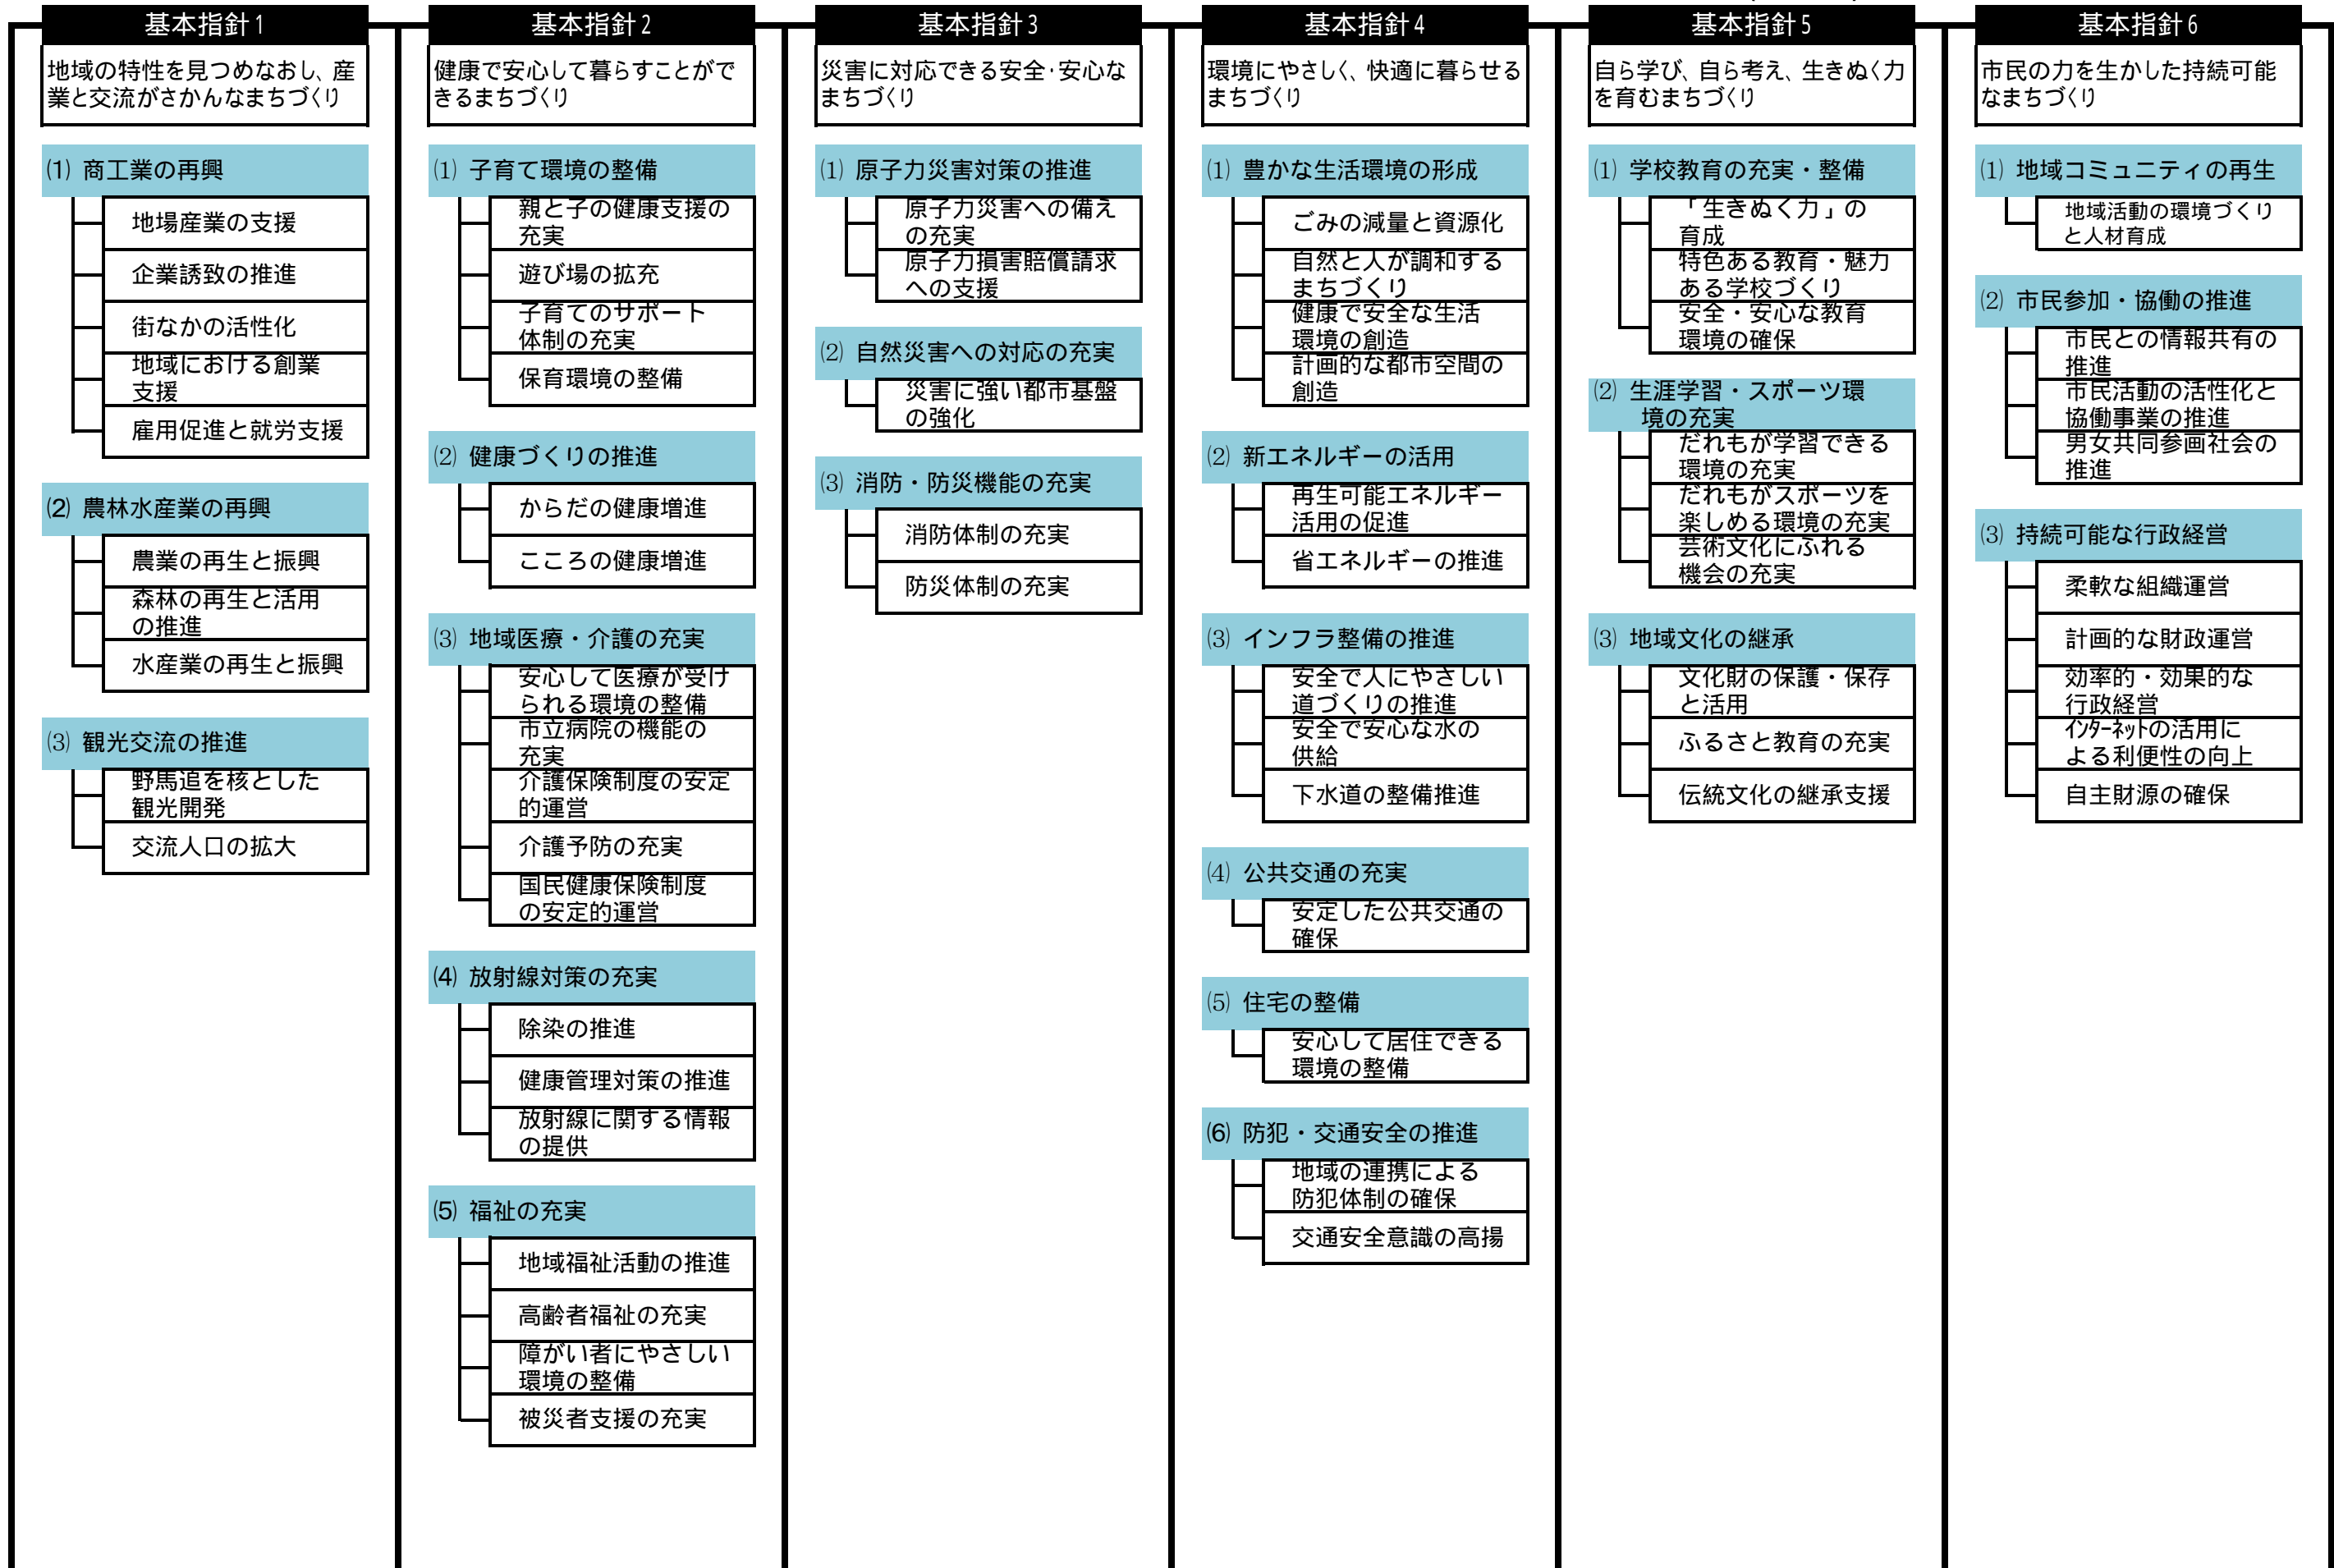 基本指針1
地域の特性を見つめなおし、産
業と交流がさかんなまちづくり
(1) 商工業の再興
地場産業の支援
企業誘致の推進
街なかの活性化
地域における創業
支援
雇用促進と就労支援
(2) 農林水産業の再興
農業の再生と振興
森林の再生と活用
の推進
水産業の再生と振興
(3) 観光交流の推進
野馬追を核とした
観光開発
交流人口の拡大
基本指針2
健康で安心して暮らすことがで
きるまちづくり
(1) 子育て環境の整備
親と子の健康支援の
充実
遊び場の拡充
子育てのサポート
体制の充実
保育環境の整備
(2) 健康づくりの推進
からだの健康増進
こころの健康増進
(3) 地域医療・介護の充実
安心して医療が受け
られる環境の整備
市立病院の機能の
充実
介護保険制度の安定
的運営
介護予防の充実
国民健康保険制度
の安定的運営
(4) 放射線対策の充実
除染の推進
健康管理対策の推進
放射線に関する情報
の提供
(5) 福祉の充実
地域福祉活動の推進
高齢者福祉の充実
障がい者にやさしい
環境の整備
被災者支援の充実
基本指針3
災害に対応できる安全・安心な
まちづくり
(1) 原子力災害対策の推進
原子力災害への備え
の充実
原子力損害賠償請求
への支援
(2) 自然災害への対応の充実
災害に強い都市基盤
の強化
(3) 消防・防災機能の充実
消防体制の充実
防災体制の充実
基本指針4
環境にやさしく、快適に暮らせる
まちづくり
(1) 豊かな生活環境の形成
ごみの減量と資源化
自然と人が調和する
まちづくり
健康で安全な生活
環境の創造
計画的な都市空間の
創造
(2) 新エネルギーの活用
再生可能エネルギー
活用の促進
省エネルギーの推進
(3) インフラ整備の推進
安全で人にやさしい
道づくりの推進
安全で安心な水の
供給
下水道の整備推進
(4) 公共交通の充実
安定した公共交通の
確保
(5) 住宅の整備
安心して居住できる
環境の整備
(6) 防犯・交通安全の推進
地域の連携による
防犯体制の確保
交通安全意識の高揚
基本指針5
自ら学び、自ら考え、生きぬく力
を育むまちづくり
(1) 学校教育の充実・整備
「生きぬく力」の
育成
特色ある教育・魅力
ある学校づくり
安全・安心な教育
環境の確保
(2) 生涯学習・スポーツ環
境の充実
だれもが学習できる
環境の充実
だれもがスポーツを
楽しめる環境の充実
芸術文化にふれる
機会の充実
(3) 地域文化の継承
文化財の保護・保存
と活用
ふるさと教育の充実
伝統文化の継承支援
基本指針6
市民の力を生かした持続可能
なまちづくり
(1) 地域コミュニティの再生
地域活動の環境づくり
と人材育成
(2) 市民参加・協働の推進
市民との情報共有の
推進
市民活動の活性化と
協働事業の推進
男女共同参画社会の
推進
(3) 持続可能な行政経営
柔軟な組織運営
計画的な財政運営
効率的・効果的な
行政経営
ｲﾝﾀｰﾈｯﾄの活用に
よる利便性の向上
自主財源の確保